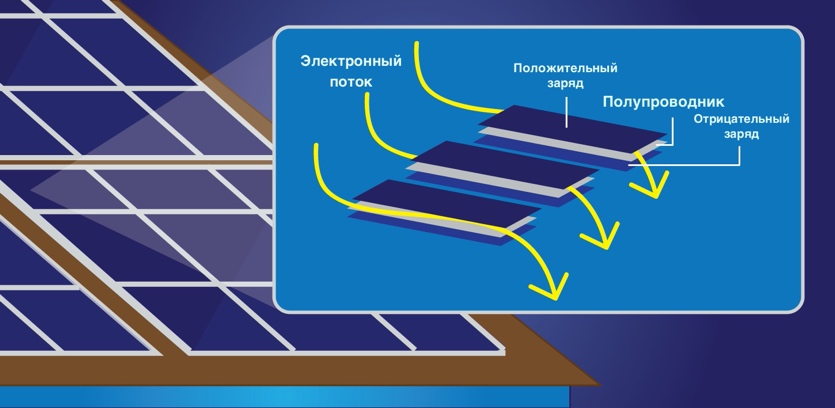 Электронный
поток
Положительный
заряд
Полупроводник
Отрицательный
заряд